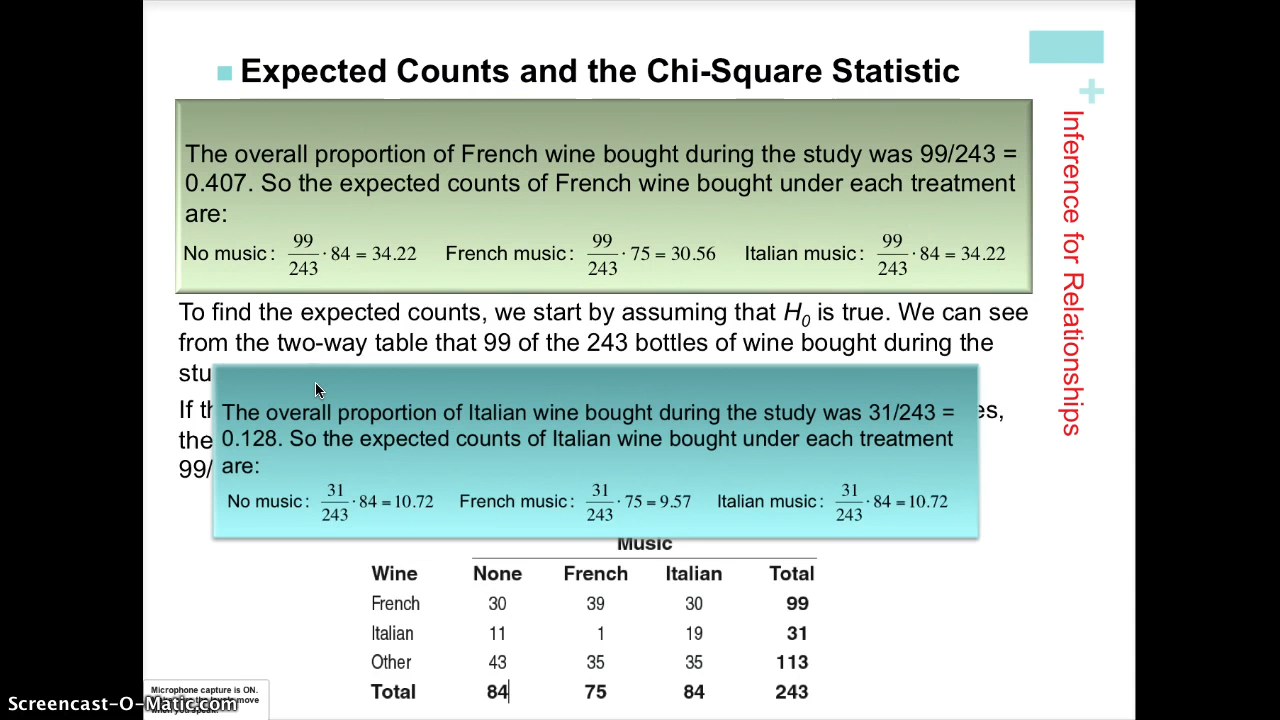 Expected Counts and the Chi-Square Statistic
+
Inference for Relationships
The overall proportion of French wine bought during the study was 99/243 =
0.407. So the expected counts of French wine bought under each treatment
are:
No music: 99/243 · 84 = 34.22 French music: 99/243 · 75 = 30.56 Italian music: 99/243 · 84 = 34.22
To find the expected counts, we start by assuming that H0 is true. We can see
from the two-way table that 99 of the 243 bottles of wine bought during the
The overall proportion of Italian wine bought during the study was 31/243 =
0.128. So the expected counts of Italian wine bought under each treatment
are:
No music: 31/243 · 84 = 10.72 French music: 31/243 · 75 = 9.57 Italian music: 31/243 · 84 = 10.72
If
99/
Music
Wine None French Italian Total
French 30 39 30 99
Italian 11 1 19 31
Other 43 35 35 113
Total 84 75 84 243
Microphone capture is ON.
Screencast-O-Matic.com